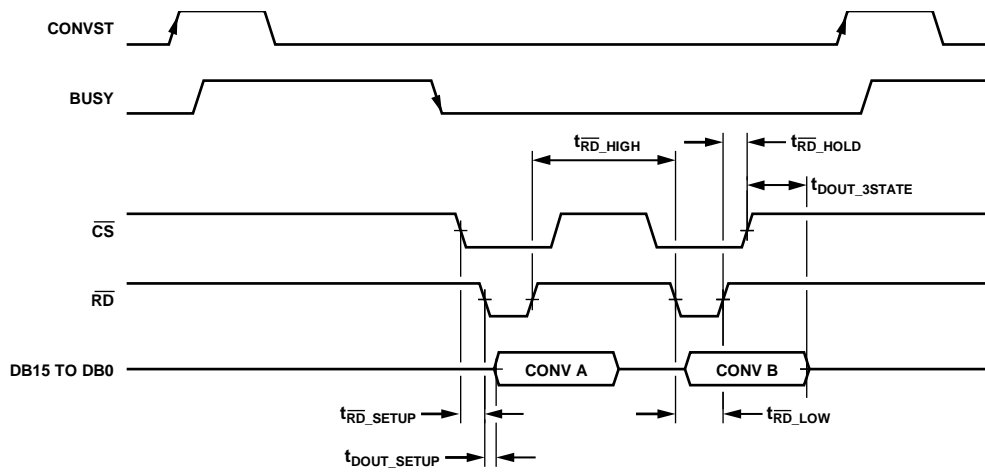 CONVST
BUSY
tRD_HIGH
tRD_HOLD
tDOUT_3STATE
CS
RD
DB15 TO DB0
CONV A
CONV B
tRD_SETUP
tRD_LOW
tDOUT_SETUP